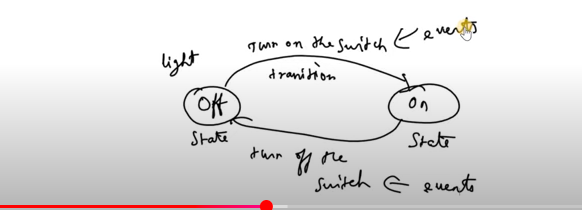 Turn on the switch ← events
light
transition
Off
On
State
State
turn off the
switch ← events